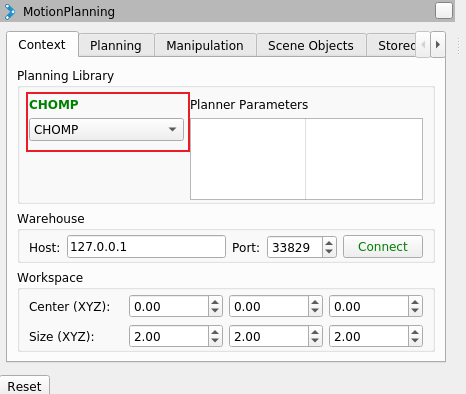 MotionPlanning
Context Planning Manipulation Scene Objects Stored
Planning Library
CHOMP Planner Parameters
CHOMP
Warehouse
Host: 127.0.0.1 Port: 33829 Connect
Workspace
Center (XYZ): 0.00 0.00 0.00
Size (XYZ): 2.00 2.00 2.00
Reset